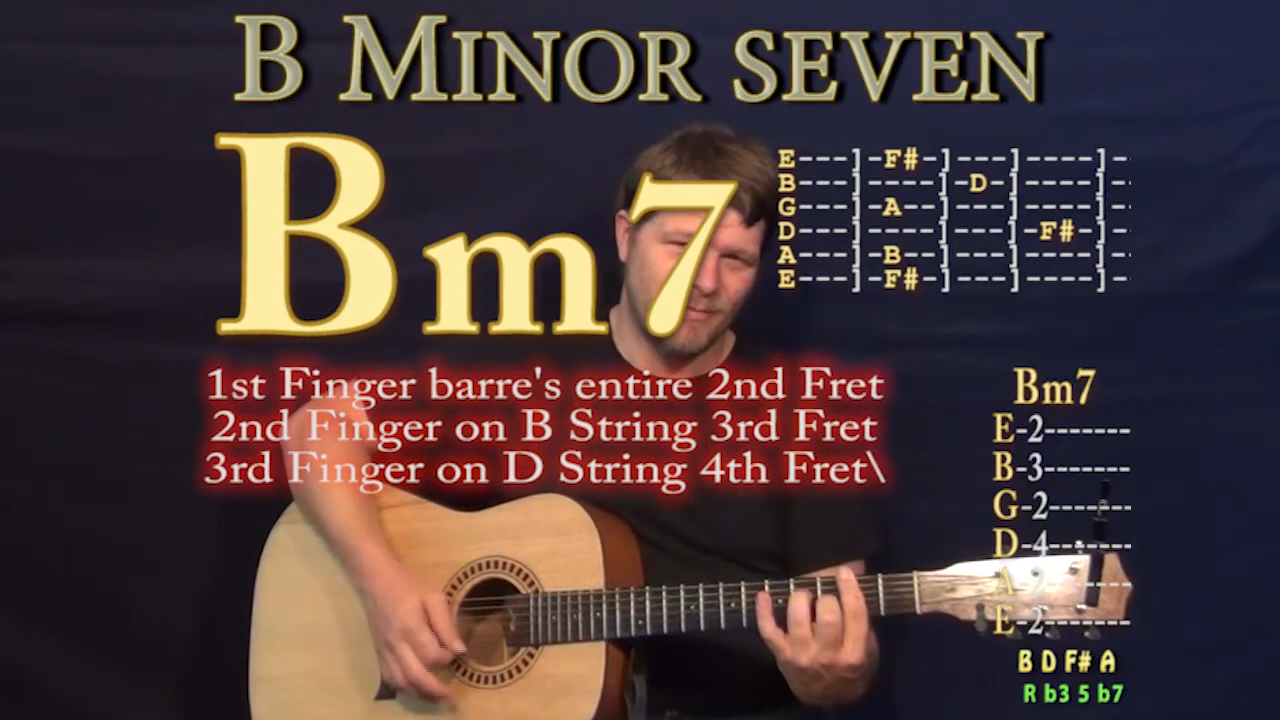 B MINOR SEVEN
Bm7
E---]-F#-]---]----]--
B---]----]-D-]----]--
G---]-A--]---]----]--
D---]----]---]-F#-]--
A---]-B--]---]----]--
E---]-F#-]---]----]--
1st Finger barre's entire 2nd Fret
2nd Finger on B String 3rd Fret
3rd Finger on D String 4th Fret\
Bm7
E-2-------
B-3-------
G-2-------
D-4-------
A-2-------
E-2-------
B D F# A
R b3 5 b7